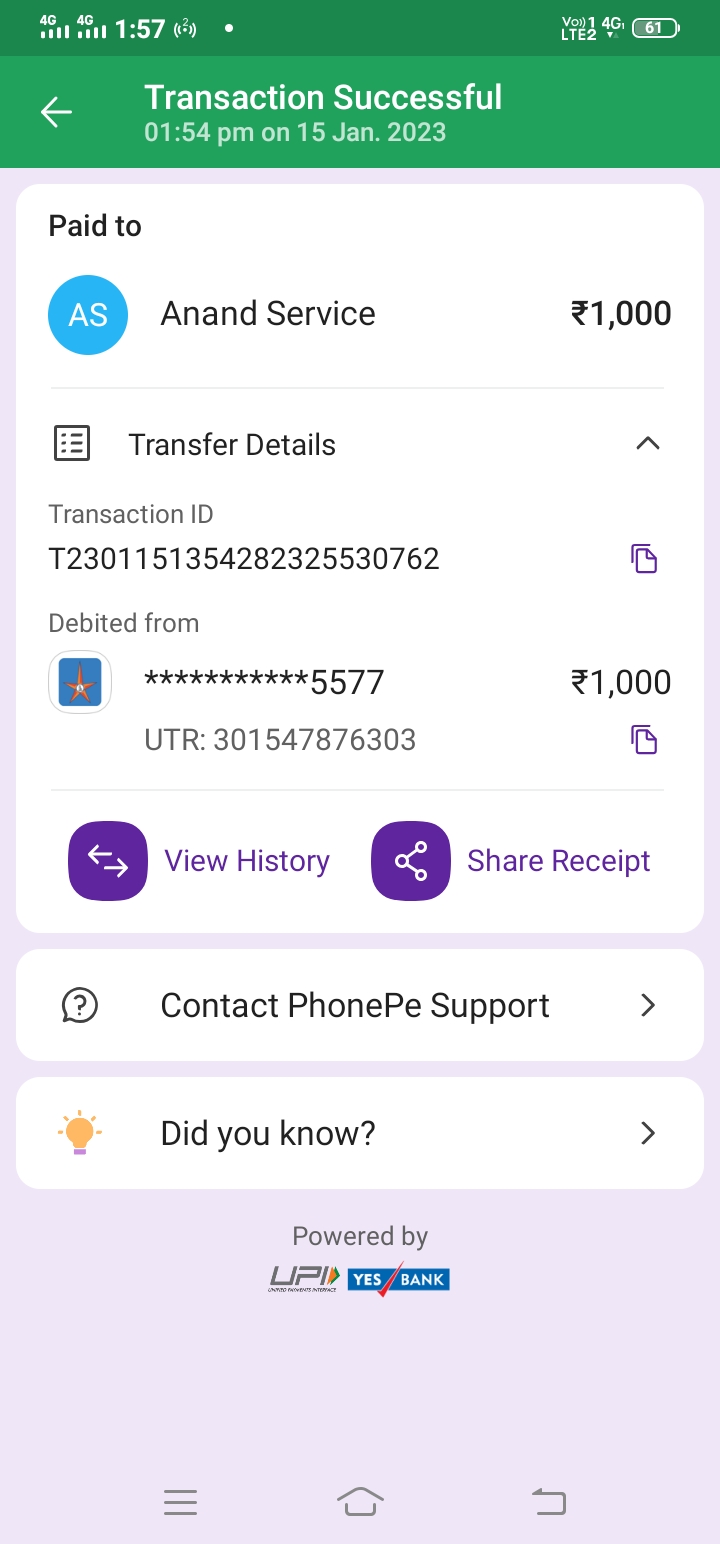 4G 4G 1:57 2 Vo)) 1 4G 61
LTE2
Transaction Successful
01:54 pm on 15 Jan. 2023
Paid to
AS Anand Service ₹1,000
Transfer Details
Transaction ID
T2301151354282325530762
Debited from
***********5577 ₹1,000
UTR: 301547876303
View History Share Receipt
Contact PhonePe Support
Did you know?
Powered by
UPI YES BANK
UNIFIED PAYMENTS INTERFACE